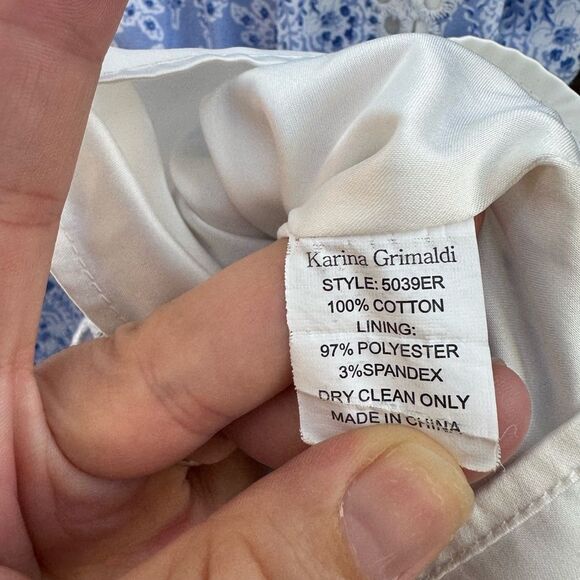 Karina Grimaldi
STYLE: 5039ER
100% COTTON
LINING:
97% POLYESTER
3%SPANDEX
DRY CLEAN ONLY
MADE IN CHINA